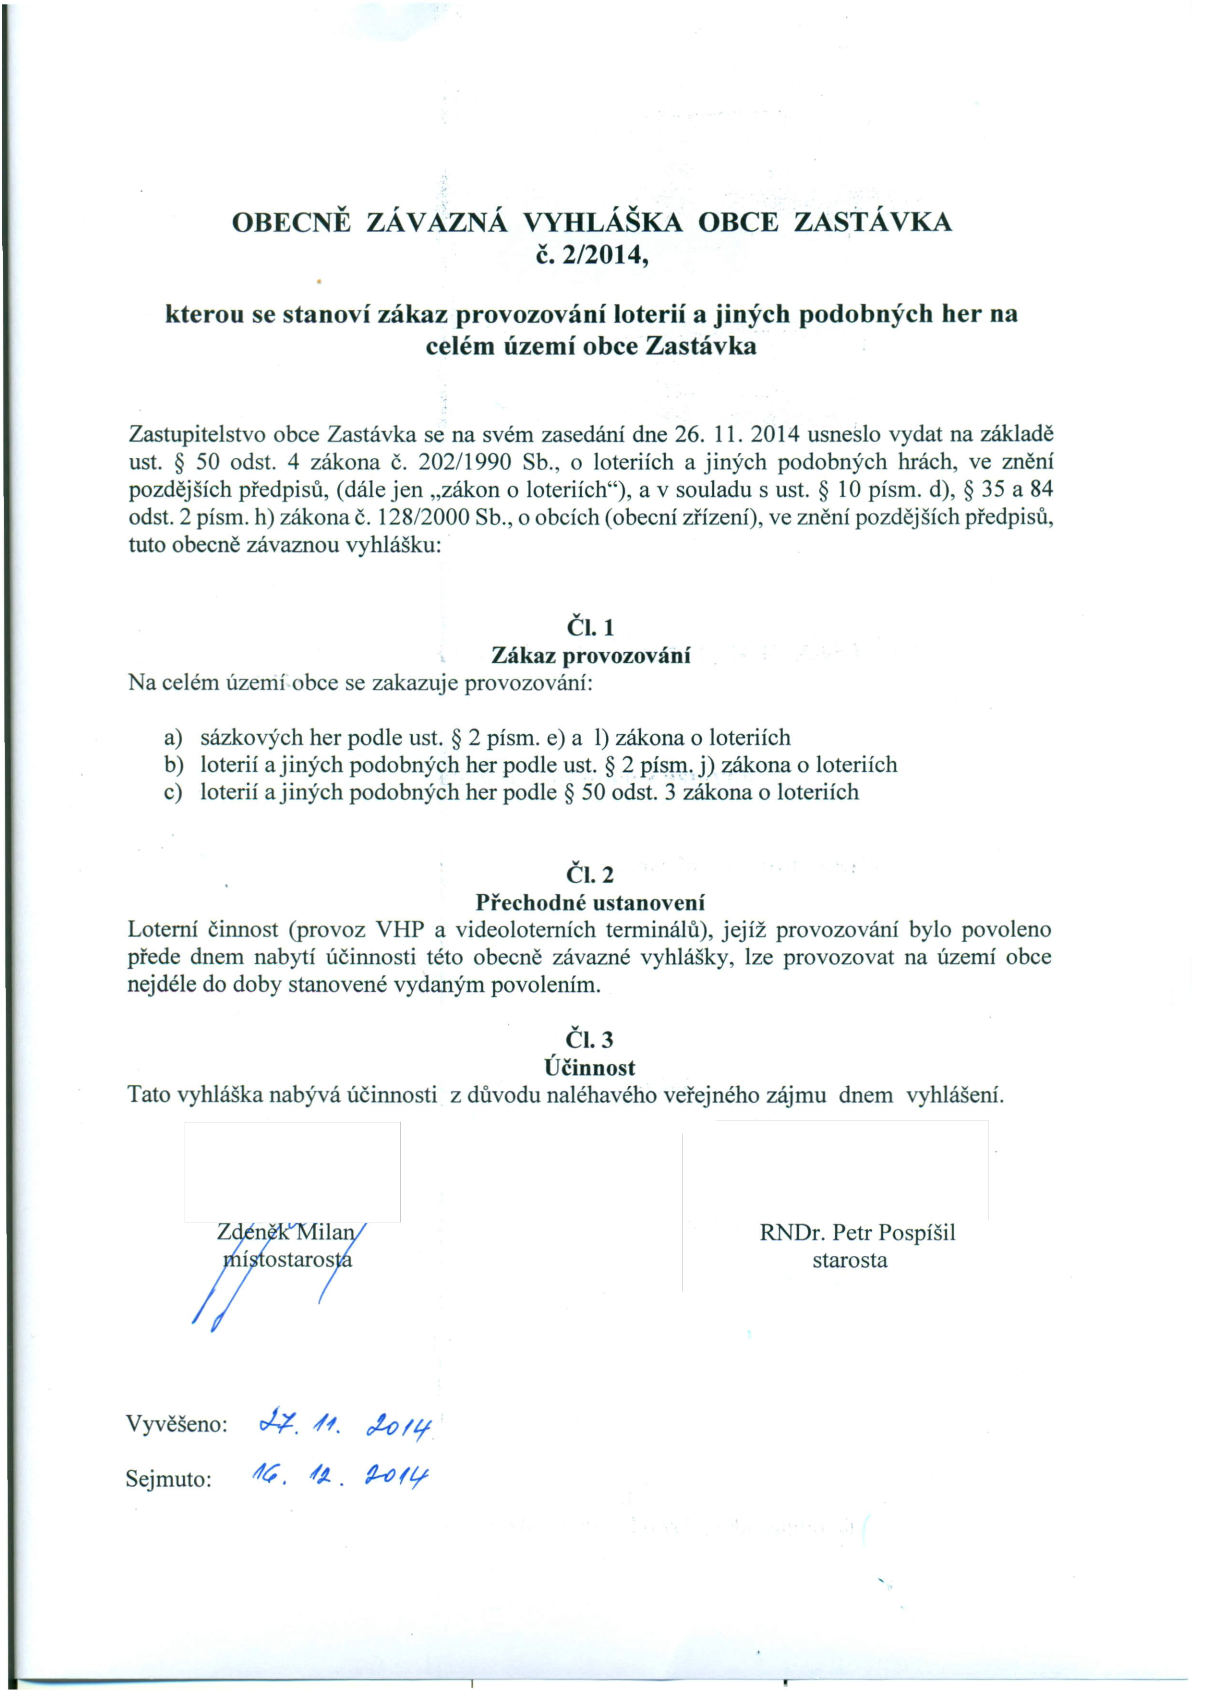 OBECNĚ ZÁVAZNÁ VYHLÁŠKA OBCE ZASTÁVKA
č. 2/2014,
kterou se stanoví zákaz provozování loterií a jiných podobných her na
celém území obce Zastávka
Zastupitelstvo obce Zastávka se na svém zasedání dne 26. 11. 2014 usneslo vydat na základě
ust. § 50 odst. 4 zákona č. 202/1990 Sb., o loteriích a jiných podobných hrách, ve znění
pozdějších předpisů, (dále jen „zákon o loteriích“), a v souladu s ust. § 10 písm. d), § 35 a 84
odst. 2 písm. h) zákona č. 128/2000 Sb., o obcích (obecní zřízení), ve znění pozdějších předpisů,
tuto obecně závaznou vyhlášku:
Čl. 1
Zákaz provozování
Na celém území obce se zakazuje provozování:
a) sázkových her podle ust. § 2 písm. e) a l) zákona o loteriích
b) loterií a jiných podobných her podle ust. § 2 písm. j) zákona o loteriích
c) loterií a jiných podobných her podle § 50 odst. 3 zákona o loteriích
Čl. 2
Přechodné ustanovení
Loterní činnost (provoz VHP a videoloterních terminálů), jejíž provozování bylo povoleno
přede dnem nabytí účinnosti této obecně závazné vyhlášky, lze provozovat na území obce
nejdéle do doby stanovené vydaným povolením.
Čl. 3
Účinnost
Tato vyhláška nabývá účinnosti z důvodu naléhavého veřejného zájmu dnem vyhlášení.
Zdeněk Milan
místostarosta
RNDr. Petr Pospíšil
starosta
Vyvěšeno: 27. 11. 2014
Sejmuto: 16. 12. 2014